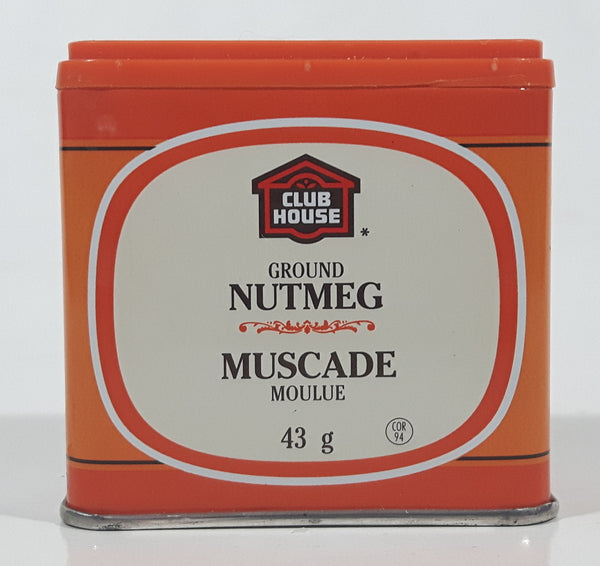 CLUB
HOUSE
*
GROUND
NUTMEG
MUSCADE
MOULUE
43 g
COR
94